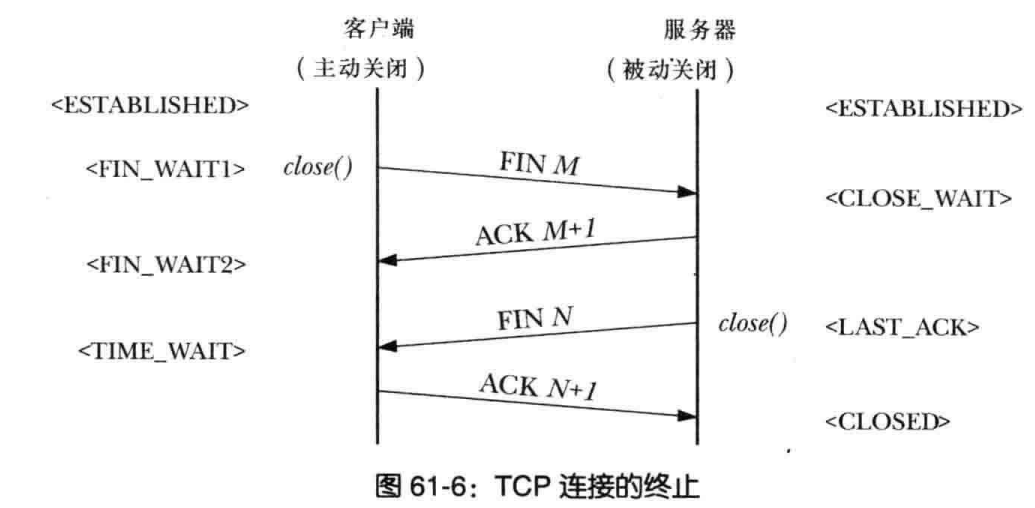 客户端 服务器
(主动关闭) (被动关闭)
<ESTABLISHED> <ESTABLISHED>
<FIN_WAIT1> close() FIN M
<CLOSE_WAIT>
ACK M+1
<FIN_WAIT2>
FIN N close() <LAST_ACK>
<TIME_WAIT>
ACK N+1
<CLOSED>
图 61-6: TCP 连接的终止